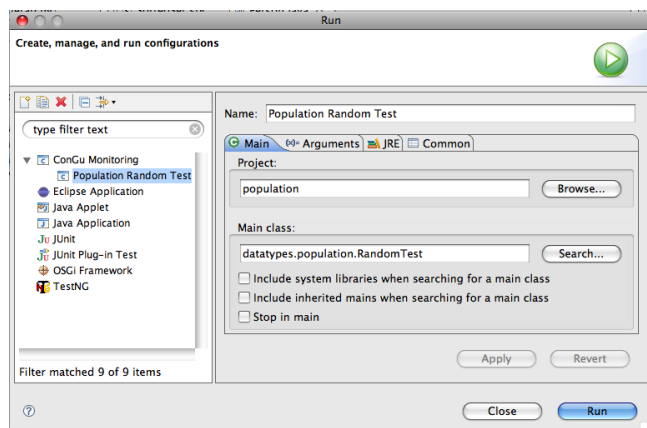 Run
Create, manage, and run configurations
type filter text
ConGu Monitoring
Population Random Test
Eclipse Application
Java Applet
Java Application
Ju JUnit
JUnit Plug-in Test
OSGi Framework
TestNG
Filter matched 9 of 9 items
Name: Population Random Test
Main (x)= Arguments JRE Common
Project:
population Browse...
Main class:
datatypes.population.RandomTest Search...
Include system libraries when searching for a main class
Include inherited mains when searching for a main class
Stop in main
Apply Revert
? Close Run